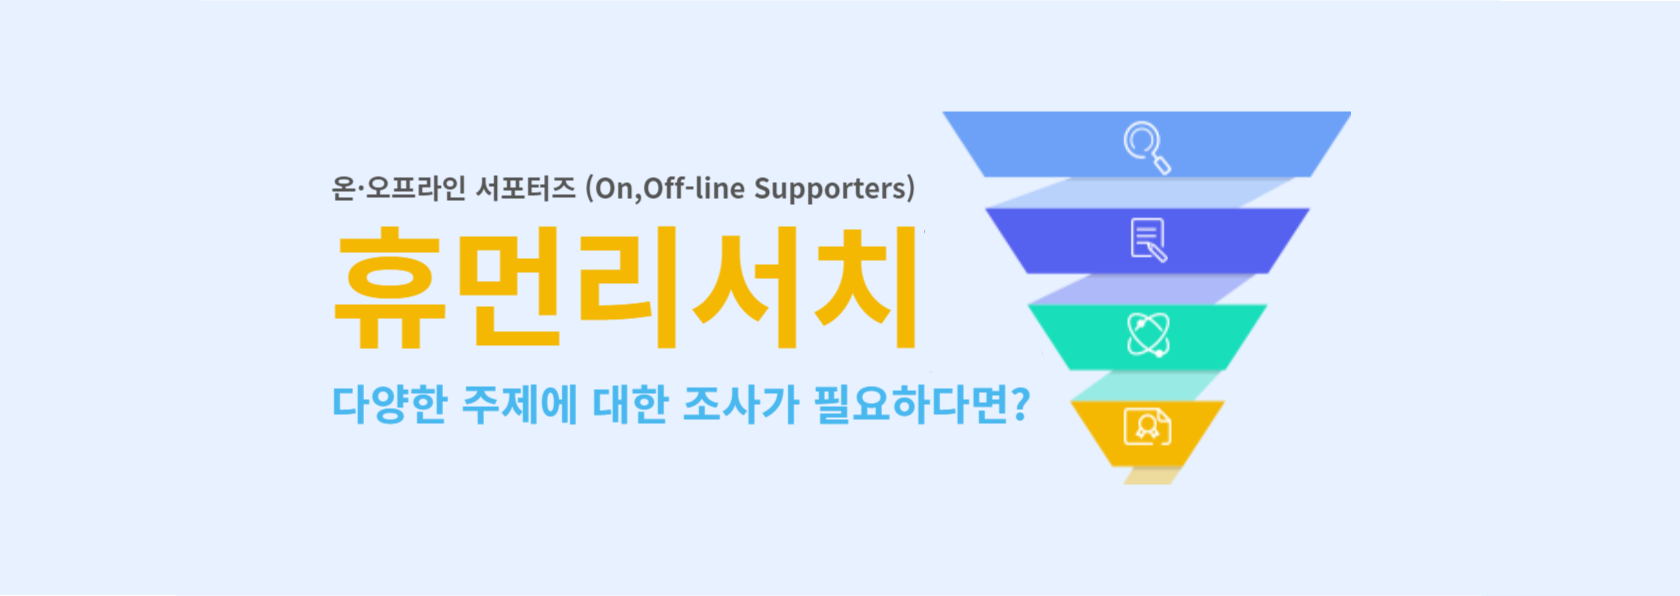 온·오프라인 서포터즈 (On,Off-line Supporters)
휴먼리서치
다양한 주제에 대한 조사가 필요하다면?